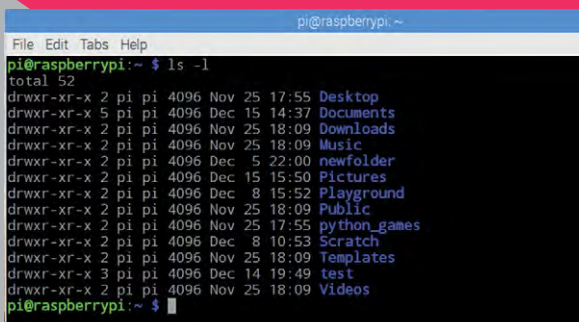 pi@raspberrypi: ~
File Edit Tabs Help
pi@raspberrypi:~ $ ls -l
total 52
drwxr-xr-x 2 pi pi 4096 Nov 25 17:55 Desktop
drwxr-xr-x 5 pi pi 4096 Dec 15 14:37 Documents
drwxr-xr-x 2 pi pi 4096 Nov 25 18:09 Downloads
drwxr-xr-x 2 pi pi 4096 Nov 25 18:09 Music
drwxr-xr-x 2 pi pi 4096 Dec  5 22:00 newfolder
drwxr-xr-x 2 pi pi 4096 Dec 15 15:50 Pictures
drwxr-xr-x 2 pi pi 4096 Dec  8 15:52 Playground
drwxr-xr-x 2 pi pi 4096 Nov 25 18:09 Public
drwxr-xr-x 2 pi pi 4096 Nov 25 17:55 python_games
drwxr-xr-x 2 pi pi 4096 Dec  8 10:53 Scratch
drwxr-xr-x 2 pi pi 4096 Nov 25 18:09 Templates
drwxr-xr-x 3 pi pi 4096 Dec 14 19:49 test
drwxr-xr-x 2 pi pi 4096 Nov 25 18:09 Videos
pi@raspberrypi:~ $